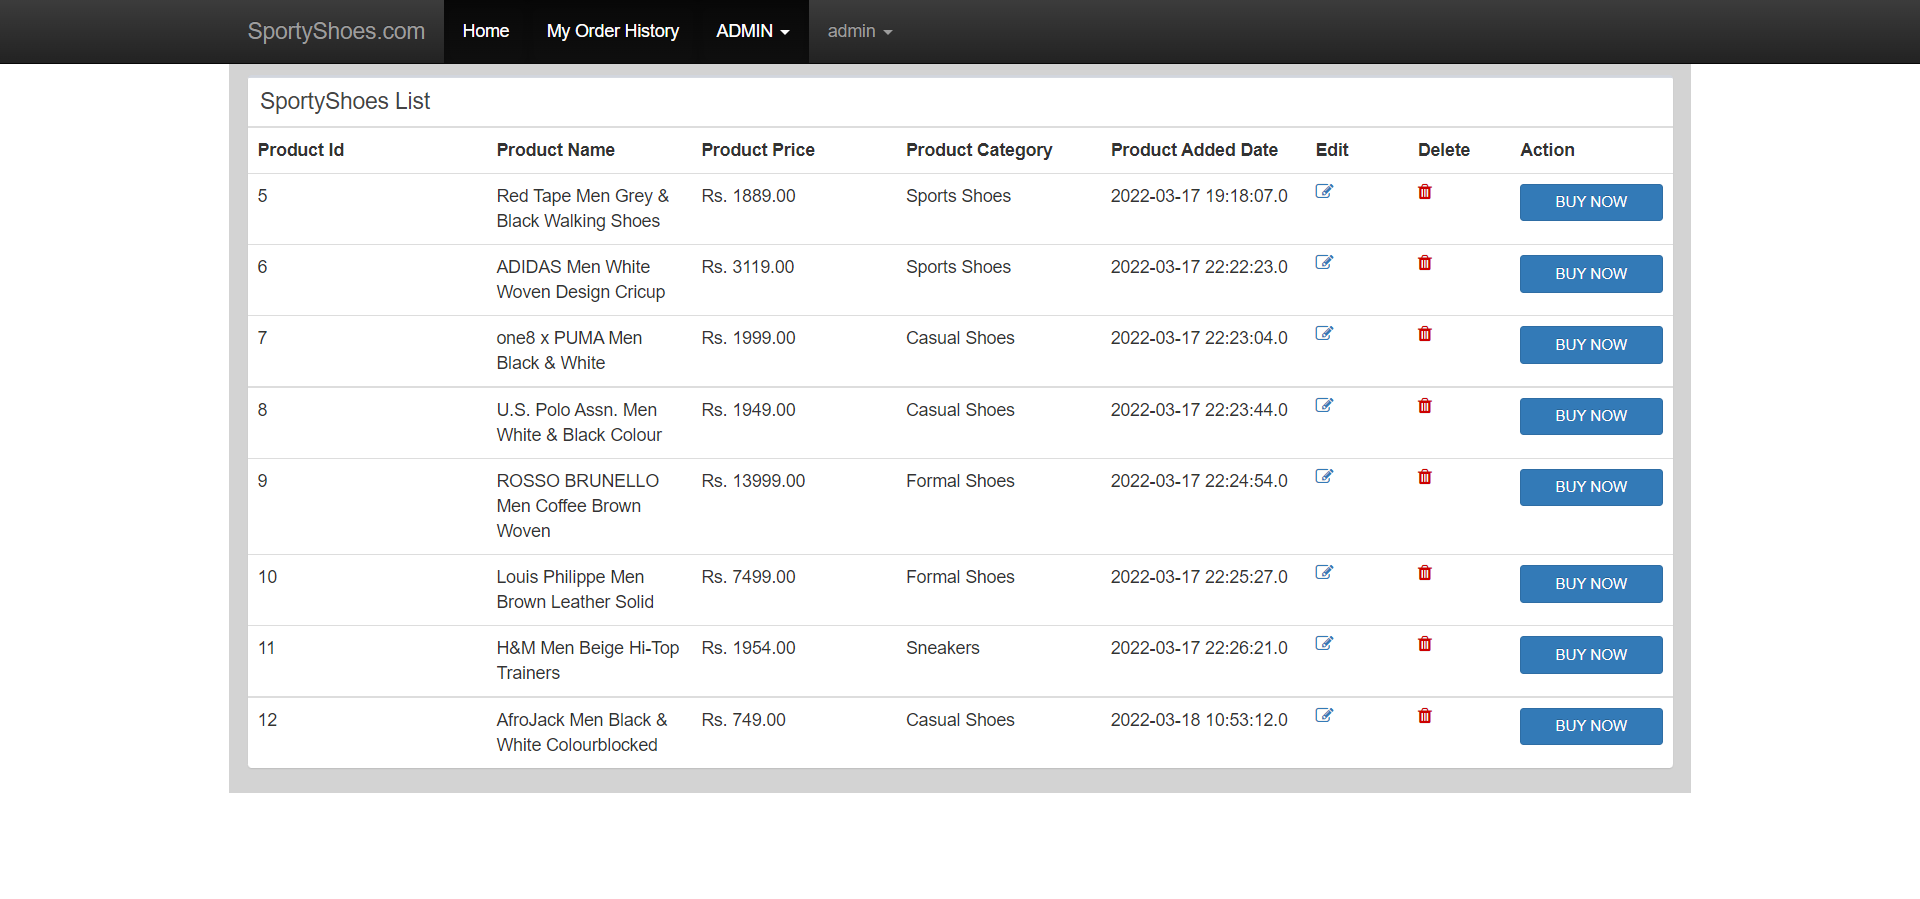 SportyShoes.com Home My Order History ADMIN admin
SportyShoes List
Product Id Product Name Product Price Product Category Product Added Date Edit Delete Action
5 Red Tape Men Grey & Rs. 1889.00 Sports Shoes 2022-03-17 19:18:07.0 BUY NOW
Black Walking Shoes
6 ADIDAS Men White Rs. 3119.00 Sports Shoes 2022-03-17 22:22:23.0 BUY NOW
Woven Design Cricup
7 one8 x PUMA Men Rs. 1999.00 Casual Shoes 2022-03-17 22:23:04.0 BUY NOW
Black & White
8 U.S. Polo Assn. Men Rs. 1949.00 Casual Shoes 2022-03-17 22:23:44.0 BUY NOW
White & Black Colour
9 ROSSO BRUNELLO Rs. 13999.00 Formal Shoes 2022-03-17 22:24:54.0 BUY NOW
Men Coffee Brown
Woven
10 Louis Philippe Men Rs. 7499.00 Formal Shoes 2022-03-17 22:25:27.0 BUY NOW
Brown Leather Solid
11 H&M Men Beige Hi-Top Rs. 1954.00 Sneakers 2022-03-17 22:26:21.0 BUY NOW
Trainers
12 AfroJack Men Black & Rs. 749.00 Casual Shoes 2022-03-18 10:53:12.0 BUY NOW
White Colourblocked